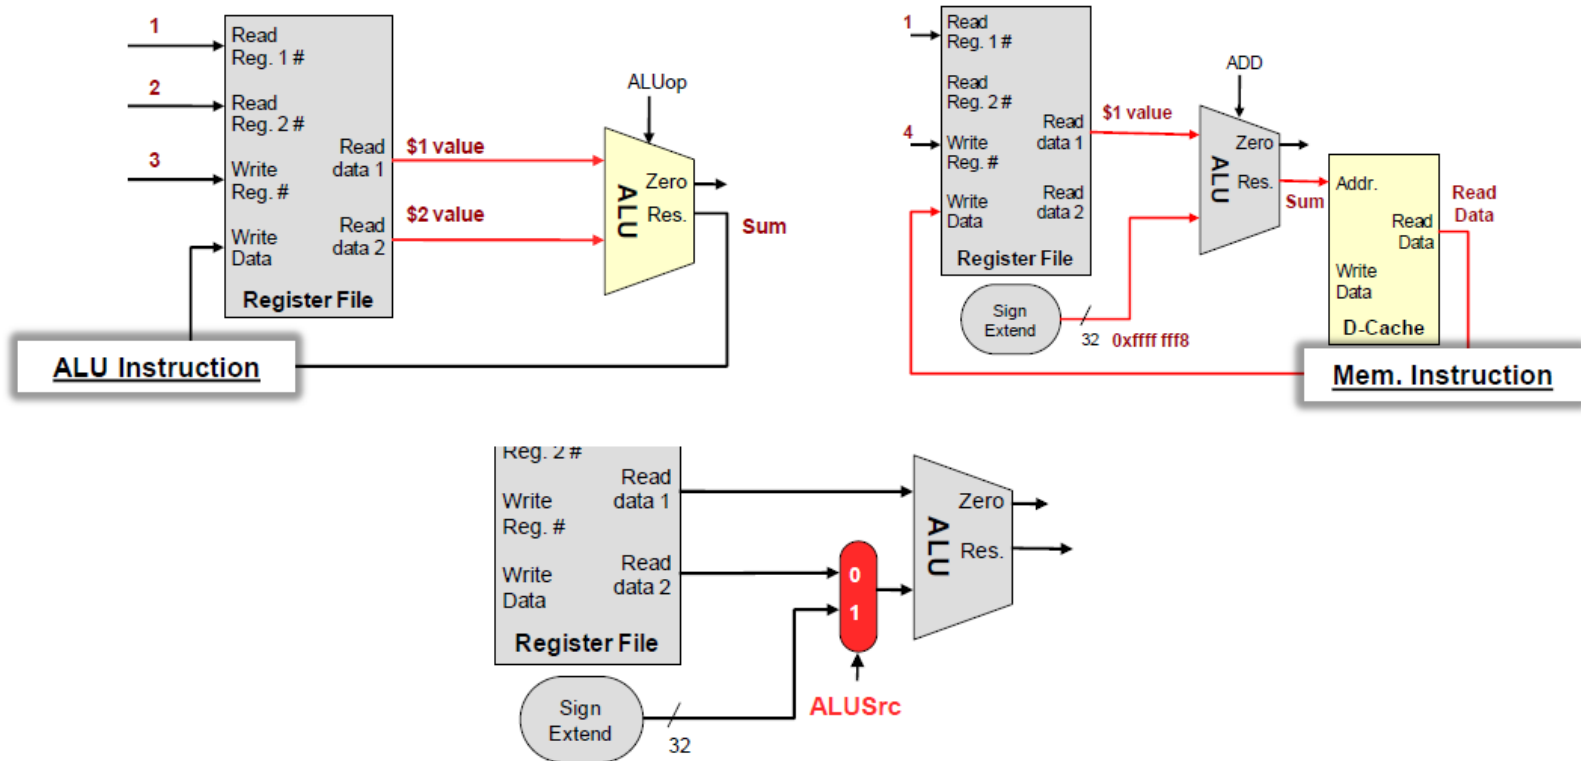 1
Read
Reg. 1 #
2
Read
Reg. 2 #
3
Write
Reg. #
Write
Data
Read
data 1
Read
data 2
Register File
$1 value
$2 value
ALUop
ALU
Zero
Res.
Sum
ALU Instruction
1
Read
Reg. 1 #
Read
Reg. 2 #
4
Write
Reg. #
Write
Data
Read
data 1
Read
data 2
Register File
$1 value
ADD
ALU
Zero
Res.
Sum
Sign
Extend
32
0xffff fff8
Addr.
Read
Data
Write
Data
D-Cache
Read
Data
Mem. Instruction
Reg. 2 #
Write
Reg. #
Write
Data
Read
data 1
Read
data 2
Register File
Sign
Extend
32
0
1
ALUSrc
ALU
Zero
Res.